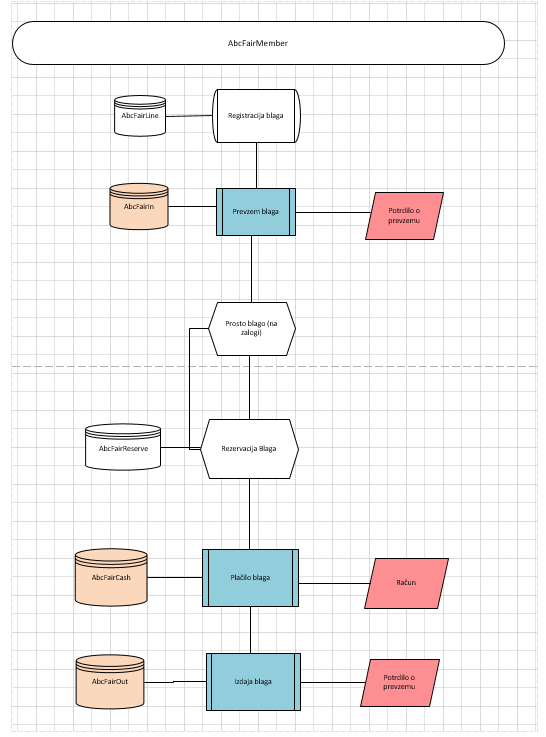 AbcFairMember
AbcFairLine
Registracija blaga
AbcFairIn
Prevzem blaga
Potrdilo o
prevzemu
Prosto blago (na
zalogi)
AbcFairReserve
Rezervacija Blaga
AbcFairCash
Plačilo blaga
Račun
AbcFairOut
Izdaja blaga
Potrdilo o
prevzemu